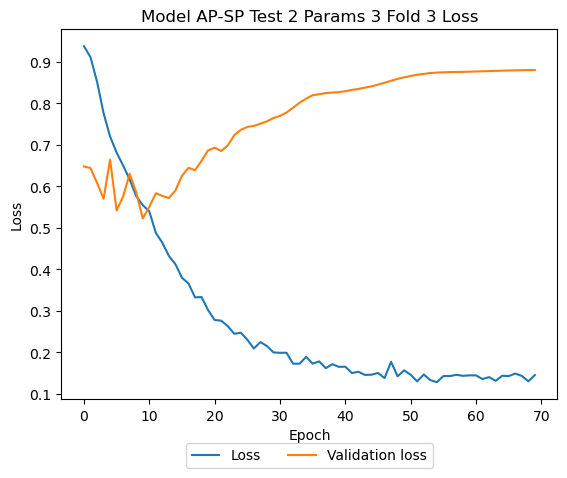 Model AP-SP Test 2 Params 3 Fold 3 Loss
Loss
0.9
0.8
0.7
0.6
0.5
0.4
0.3
0.2
0.1
0 10 20 30 40 50 60 70
Epoch
Loss Validation loss